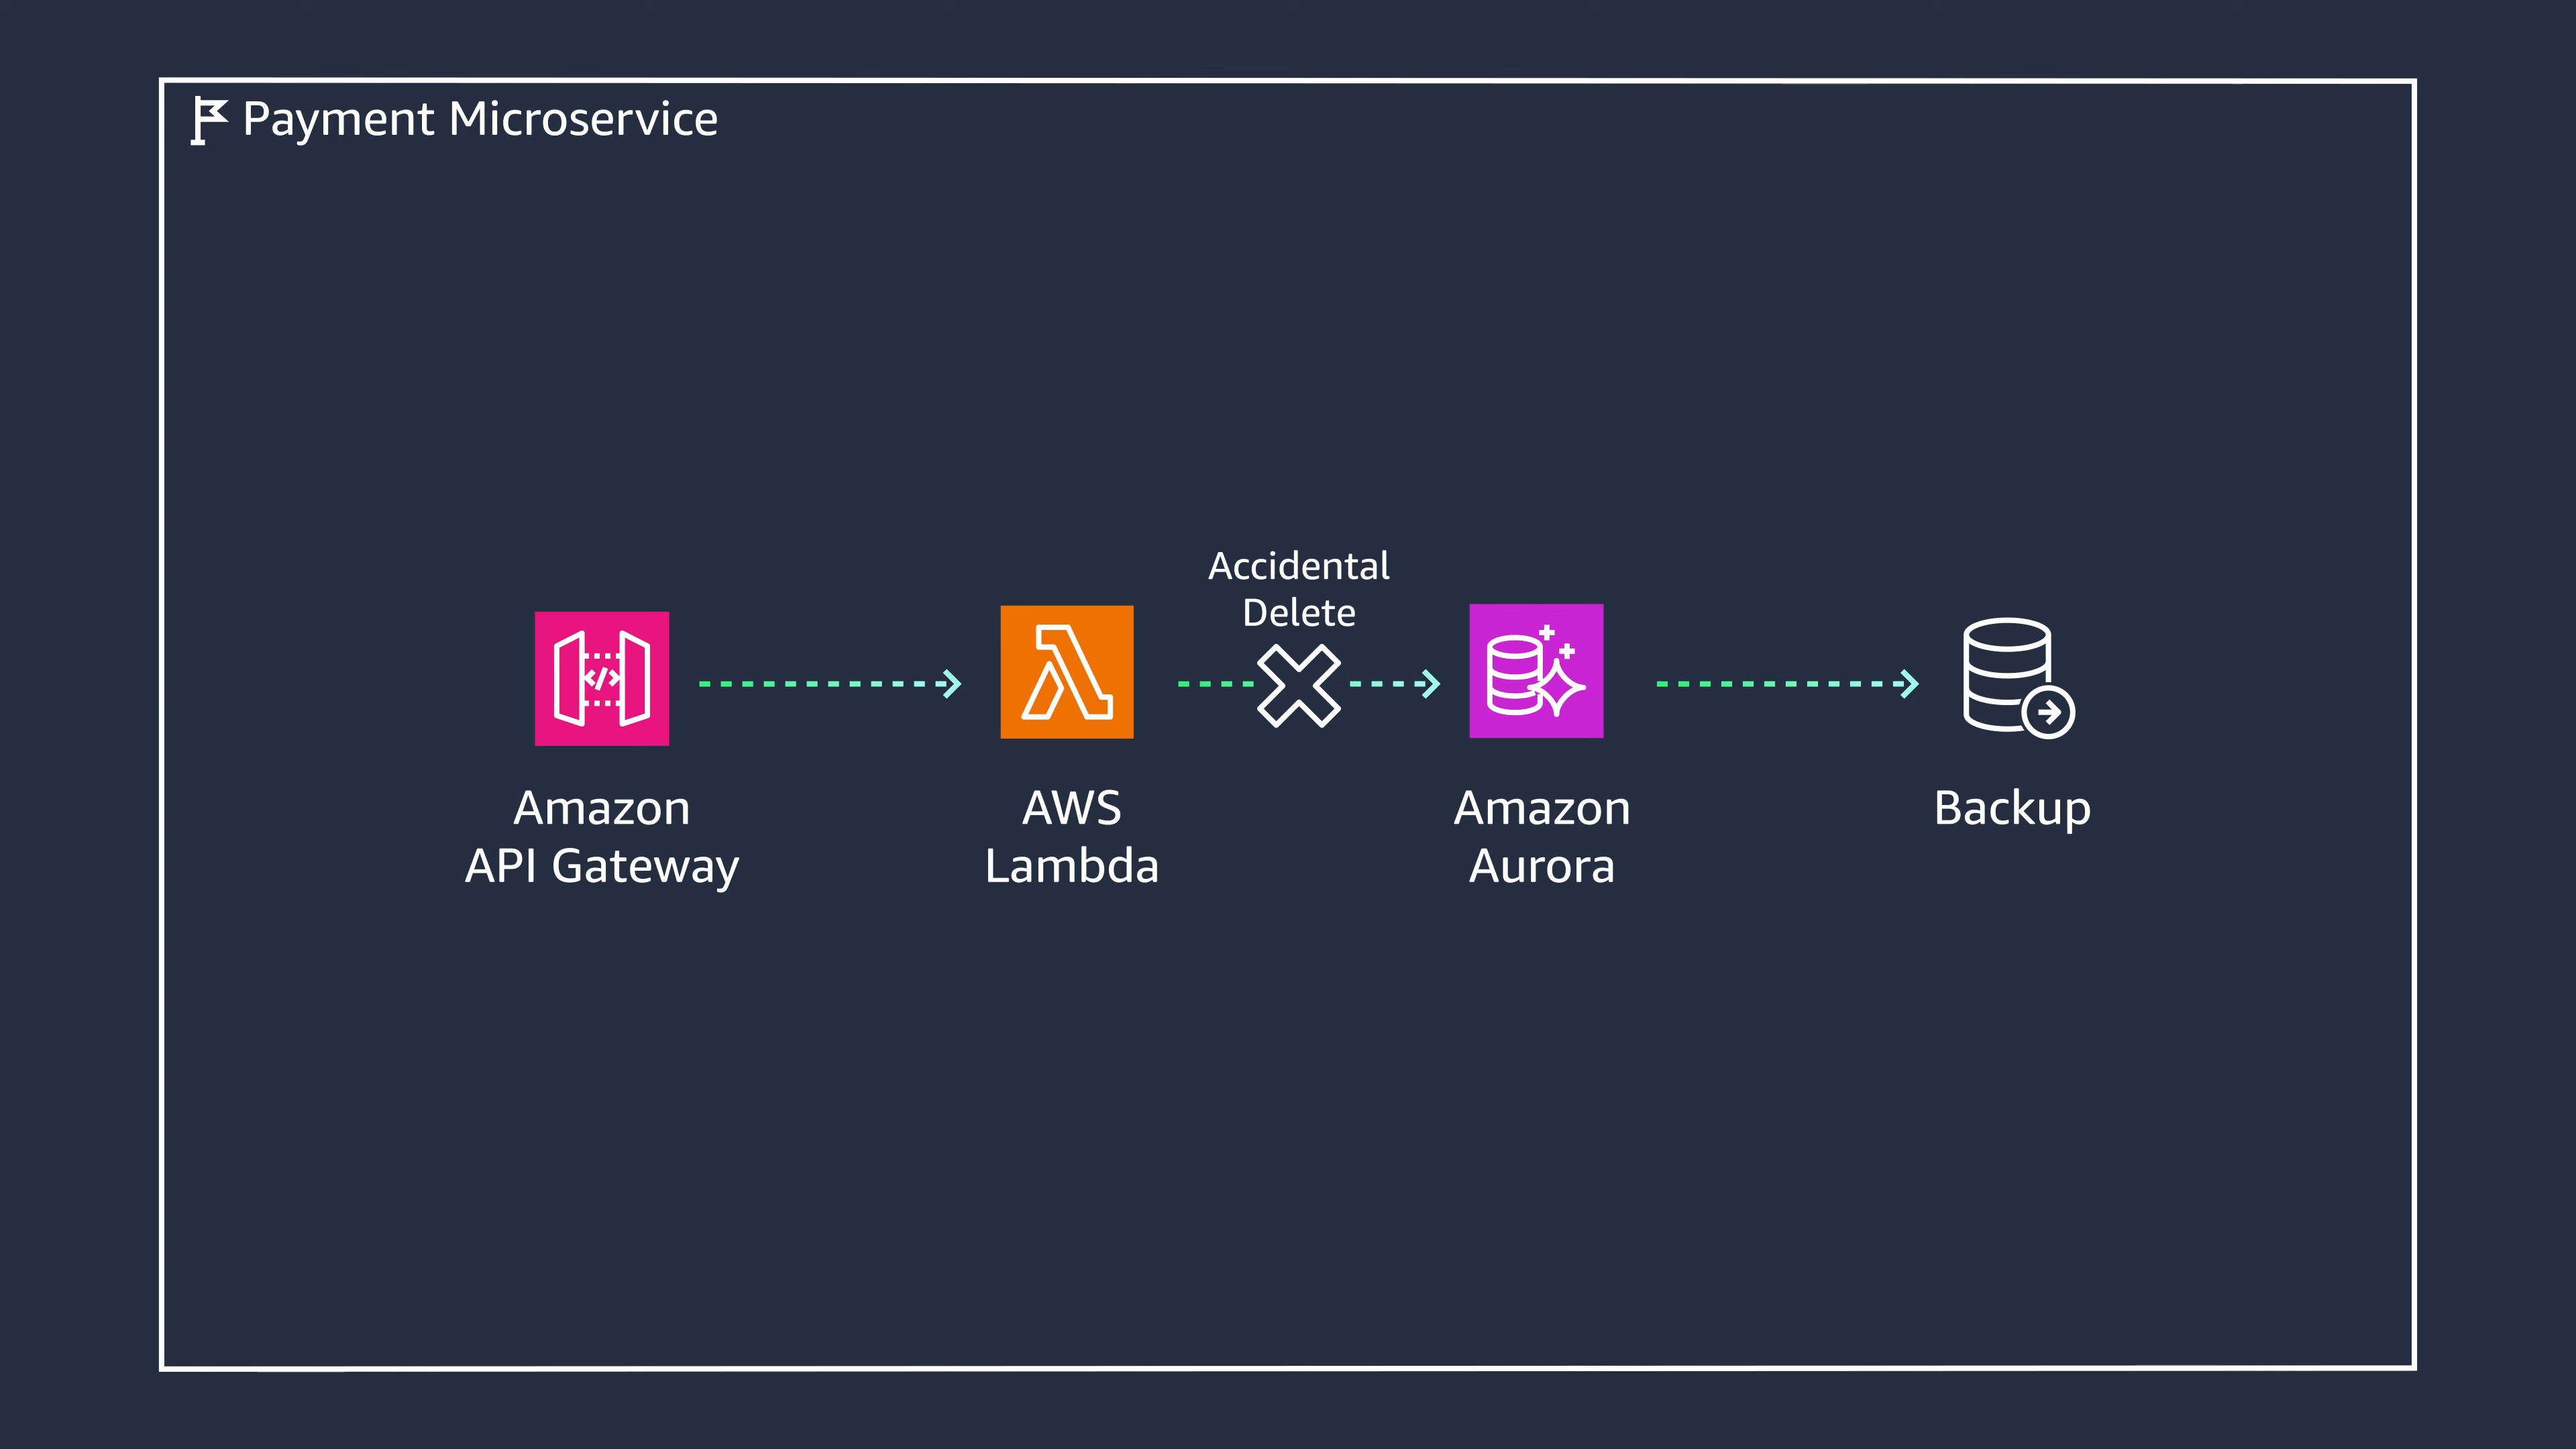 Payment Microservice
Accidental
Delete
Amazon
API Gateway
AWS
Lambda
Amazon
Aurora
Backup